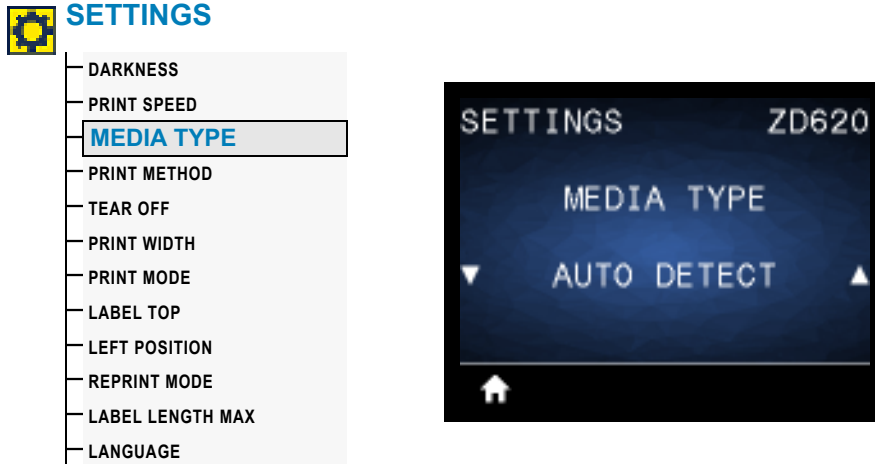 SETTINGS
DARKNESS
PRINT SPEED
MEDIA TYPE
PRINT METHOD
TEAR OFF
PRINT WIDTH
PRINT MODE
LABEL TOP
LEFT POSITION
REPRINT MODE
LABEL LENGTH MAX
LANGUAGE
SETTINGS ZD620
MEDIA TYPE
▼ AUTO DETECT ▲